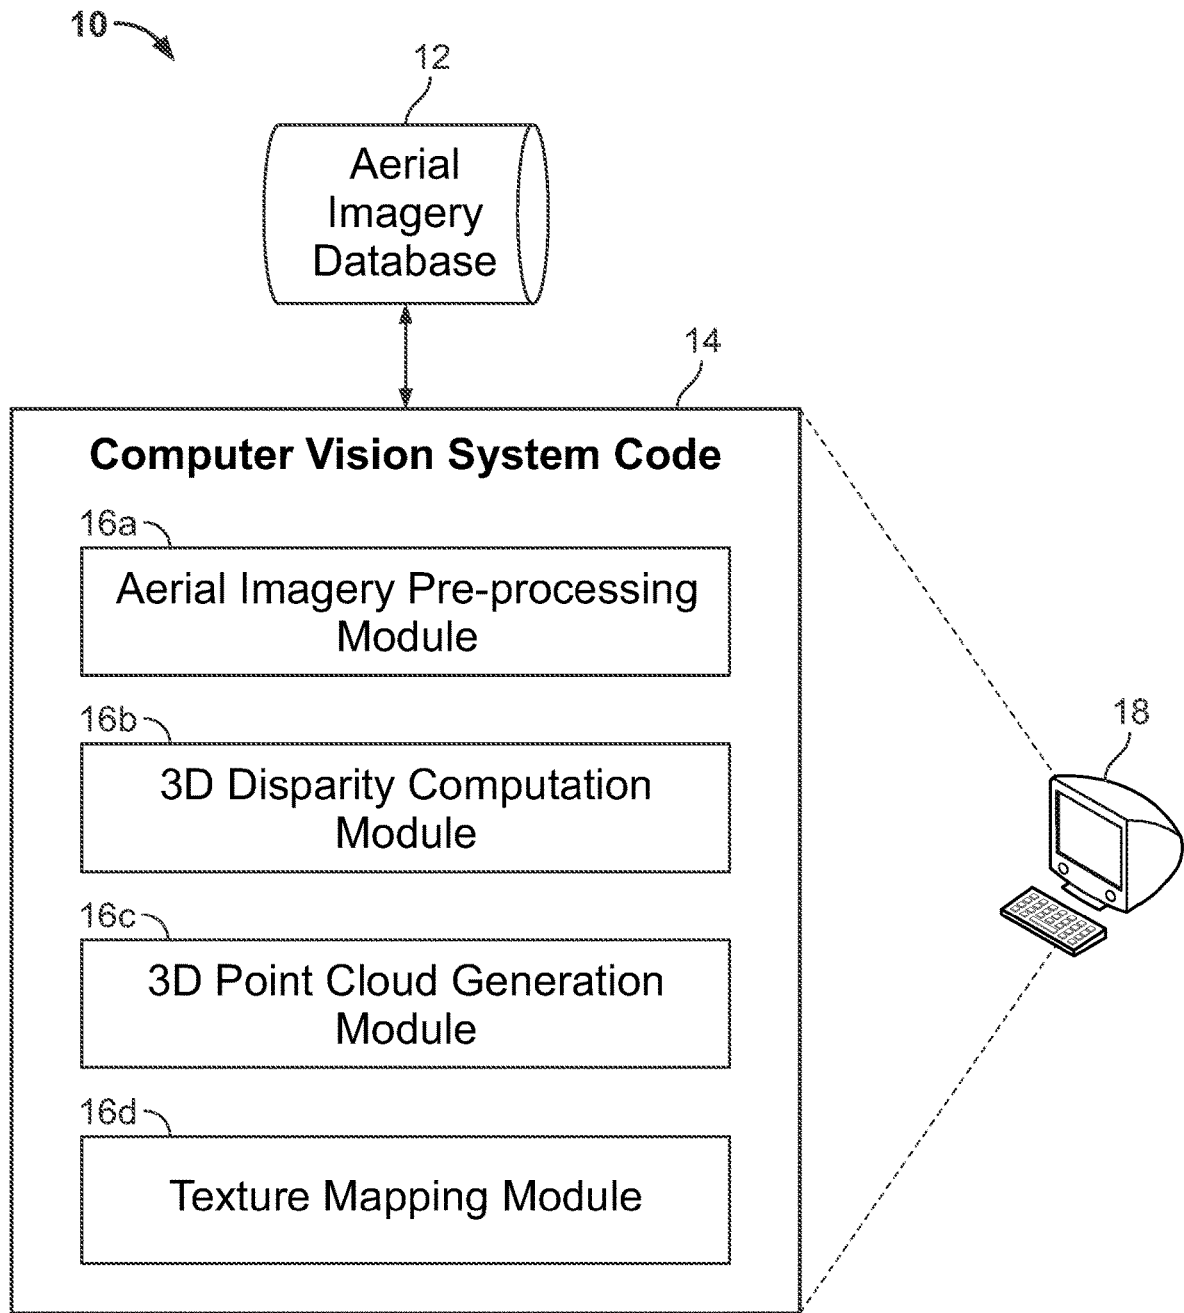 10
12
Aerial
Imagery
Database
14
Computer Vision System Code
16a
Aerial Imagery Pre-processing
Module
16b
3D Disparity Computation
Module
18
16c
3D Point Cloud Generation
Module
16d
Texture Mapping Module